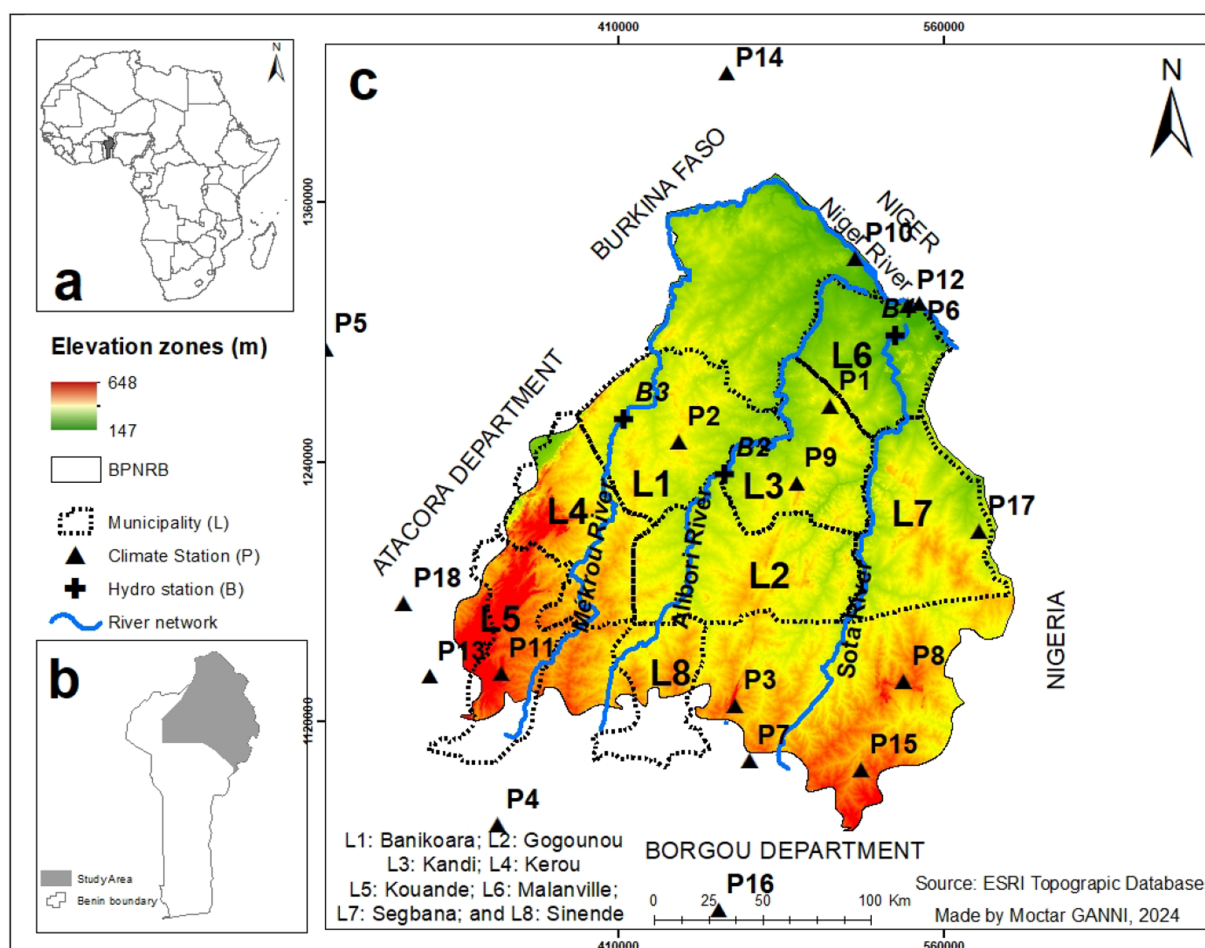 410000
560000
N
a
c
N
P14
1360000
BURKINA FASO
NIGER
Niger River
P10
P12
P6
P5
Elevation zones (m)
648
147
BPNRB
Municipality (L)
Climate Station (P)
Hydro station (B)
River network
L6
P1
B3
P2
B2
P9
ATACORA DEPARTMENT
1240000
L1
L3
L4
L7
P17
Mekrou River
Alibori River
L2
Sota River
P18
L5
P13
P11
L8
P3
P8
NIGERIA
b
1120000
P7
P15
P4
Study Area
Benin boundary
L1: Banikoara; L2: Gogounou
L3: Kandi; L4: Kerou
L5: Kouande; L6: Malanville;
L7: Segbana; and L8: Sinende
BORGOU DEPARTMENT
P16
0 25 50 100 Km
Source: ESRI Topograpic Database
Made by Moctar GANNI, 2024
410000
560000